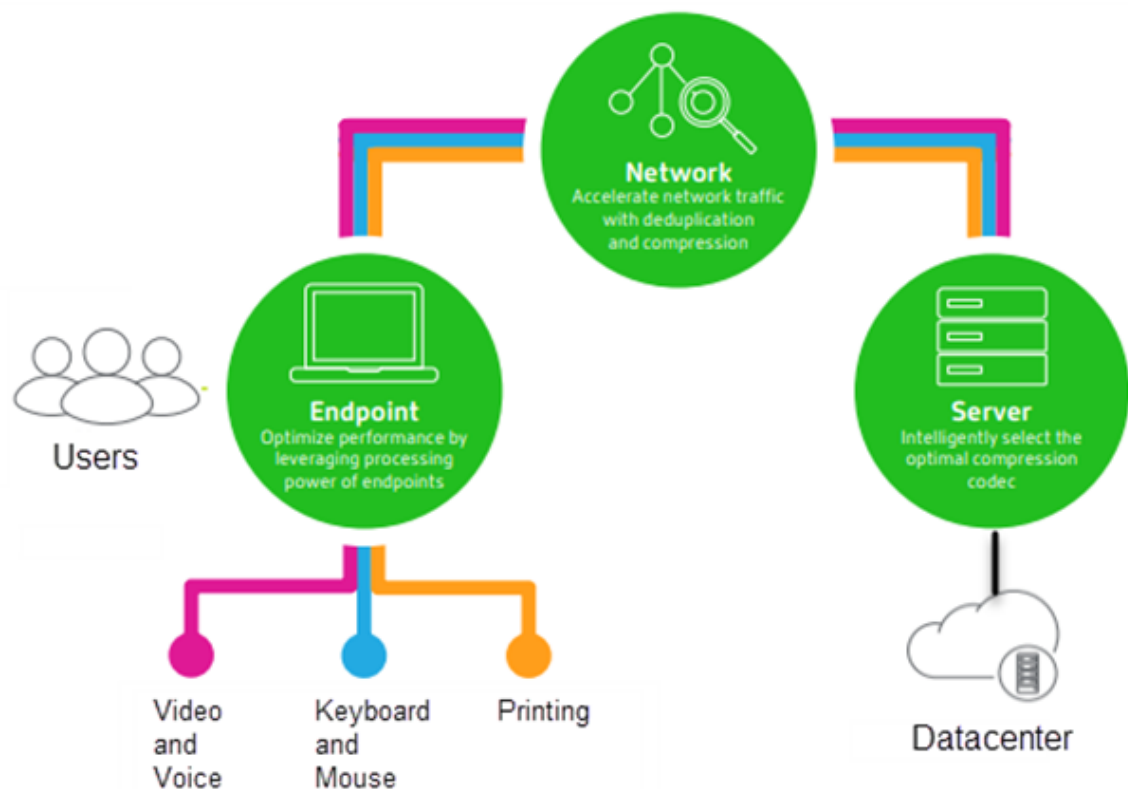 Network
Accelerate network traffic
with deduplication
and compression
Endpoint
Optimize performance by
leveraging processing
power of endpoints
Server
Intelligently select the
optimal compression
codec
Users
Video
and
Voice
Keyboard
and
Mouse
Printing
Datacenter